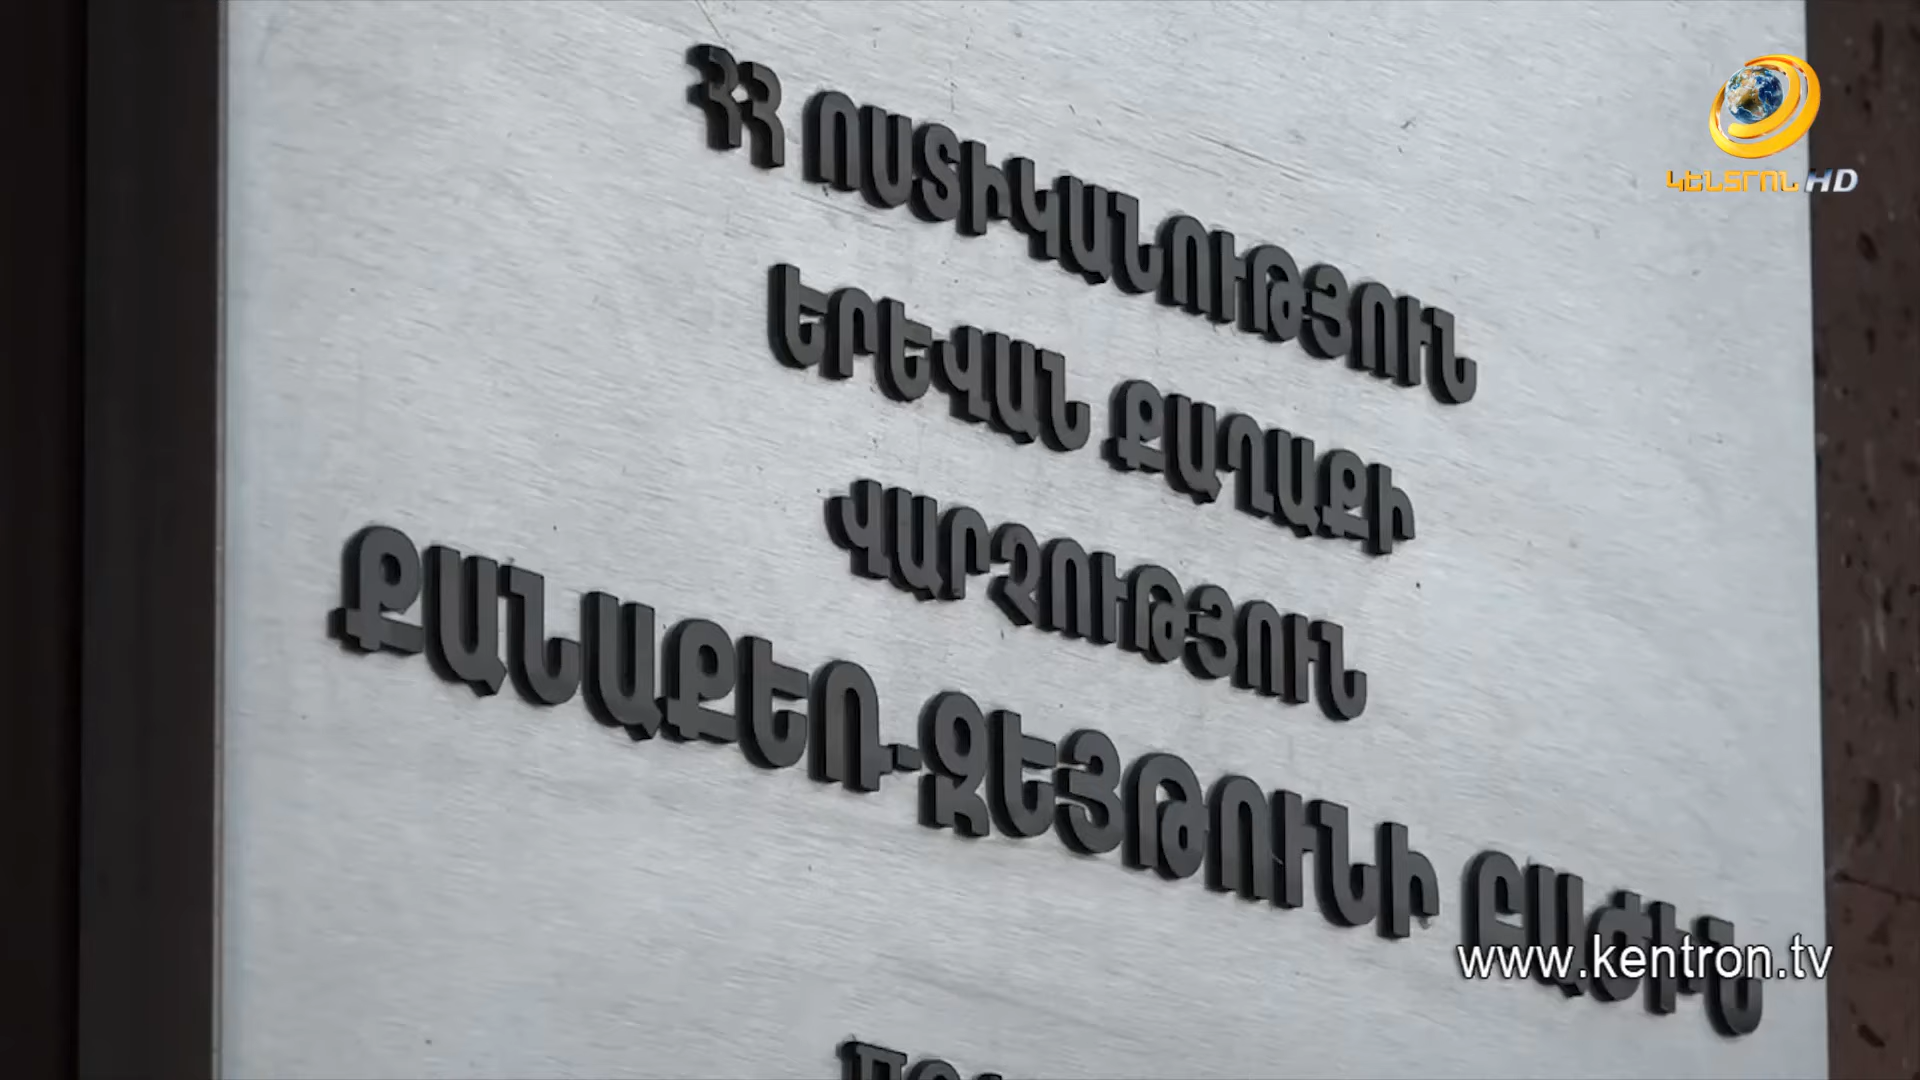 ՀՀ ՈՍՏԻԿԱՆՈՒԹՅՈՒՆ
ԿԵՆՏՐՈՆ HD
ԵՐԵՎԱՆ ՔԱՂԱՔԻ
ՎԱՐՉՈՒԹՅՈՒՆ
ՔԱՆԱՔԵՌ-ԶԵՅԹՈՒՆԻ ԲԱԺԻՆ
www.kentron.tv